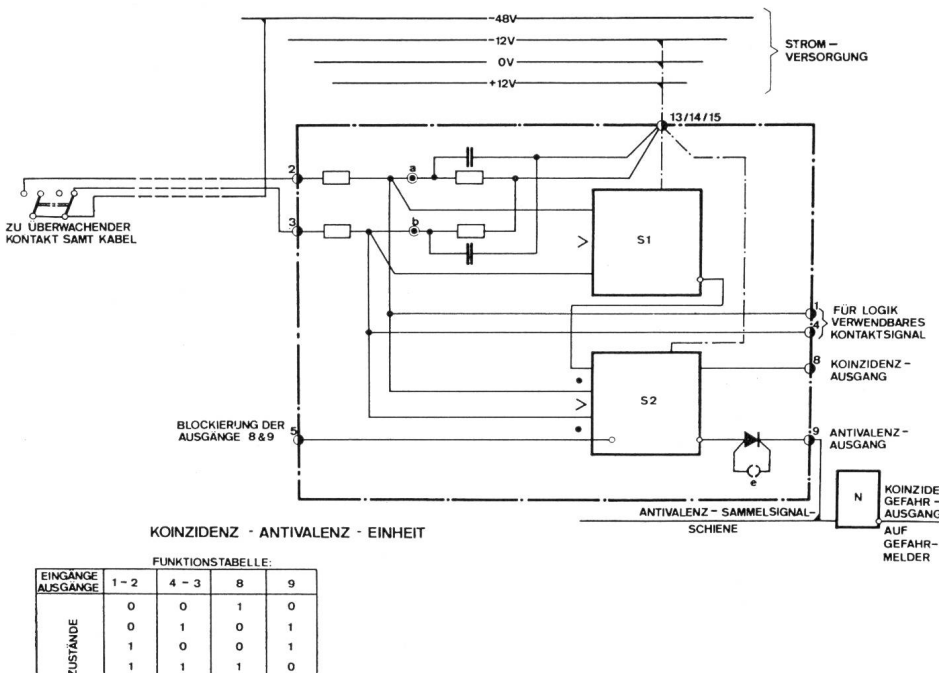 -48V
-12V
0V
+12V
STROM-
VERSORGUNG
13/14/15
2
a
3
b
ZU ÜBERWACHENDER
KONTAKT SAMT KABEL
S1
1
4
FÜR LOGIK
VERWENDBARES
KONTAKTSIGNAL
8
KOINZIDENZ-
AUSGANG
S2
BLOCKIERUNG DER
AUSGÄNGE 8&9
5
9
ANTIVALENZ-
AUSGANG
e
N
KOINZIDE
GEFAHR-
AUSGANG
AUF
GEFAHR-
MELDER
ANTIVALENZ-SAMMELSIGNAL-
SCHIENE
KOINZIDENZ - ANTIVALENZ - EINHEIT
FUNKTIONSTABELLE:
EINGÄNGE
AUSGÄNGE 1-2 4-3 8 9
ZUSTÄNDE
0 0 1 0
0 1 0 1
1 0 0 1
1 1 1 0